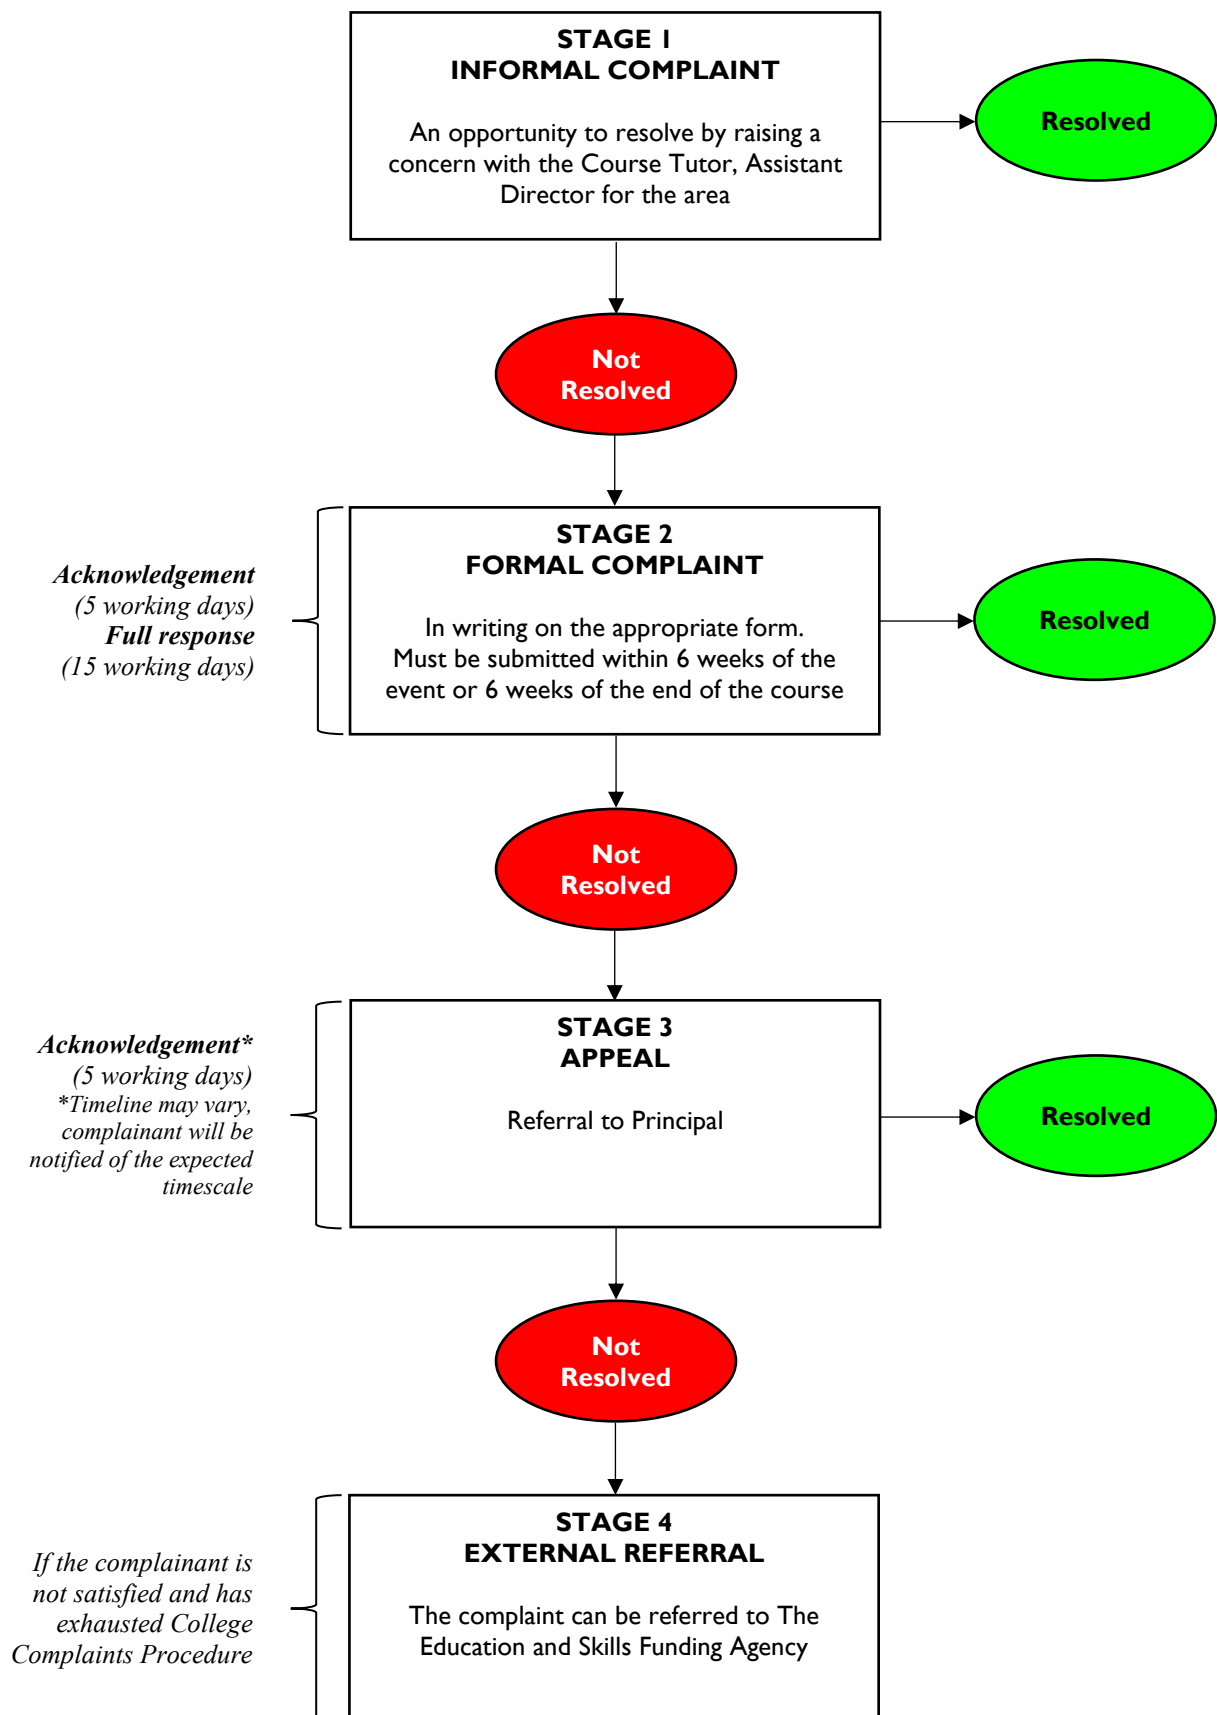 STAGE 1
INFORMAL COMPLAINT
An opportunity to resolve by raising a
concern with the Course Tutor, Assistant
Director for the area
Resolved
Not
Resolved
Acknowledgement
(5 working days)
Full response
(15 working days)
STAGE 2
FORMAL COMPLAINT
In writing on the appropriate form.
Must be submitted within 6 weeks of the
event or 6 weeks of the end of the course
Resolved
Not
Resolved
Acknowledgement*
(5 working days)
*Timeline may vary,
complainant will be
notified of the expected
timescale
STAGE 3
APPEAL
Referral to Principal
Resolved
Not
Resolved
If the complainant is
not satisfied and has
exhausted College
Complaints Procedure
STAGE 4
EXTERNAL REFERRAL
The complaint can be referred to The
Education and Skills Funding Agency